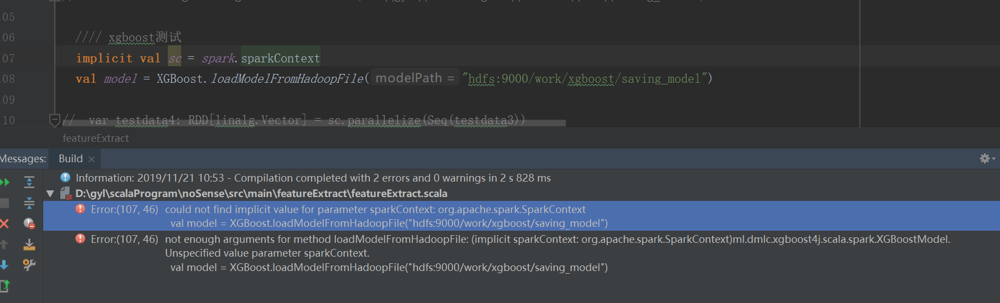 105
106 //// xgboost测试
107 implicit val sc = spark.sparkContext
108 val model = XGBoost.loadModelFromHadoopFile( modelPath = "hdfs:9000/work/xgboost/saving_model")
109
110 // var testdata4: RDD[linalg.Vector] = sc.parallelize(Seq(testdata3))
featureExtract
Messages: Build
Information: 2019/11/21 10:53 - Compilation completed with 2 errors and 0 warnings in 2 s 828 ms
D:\gyl\scalaProgram\noSense\src\main\featureExtract\featureExtract.scala
Error:(107, 46) could not find implicit value for parameter sparkContext: org.apache.spark.SparkContext
val model = XGBoost.loadModelFromHadoopFile("hdfs:9000/work/xgboost/saving_model")
Error:(107, 46) not enough arguments for method loadModelFromHadoopFile: (implicit sparkContext: org.apache.spark.SparkContext)ml.dmlc.xgboost4j.scala.spark.XGBoostModel.
Unspecified value parameter sparkContext.
val model = XGBoost.loadModelFromHadoopFile("hdfs:9000/work/xgboost/saving_model")